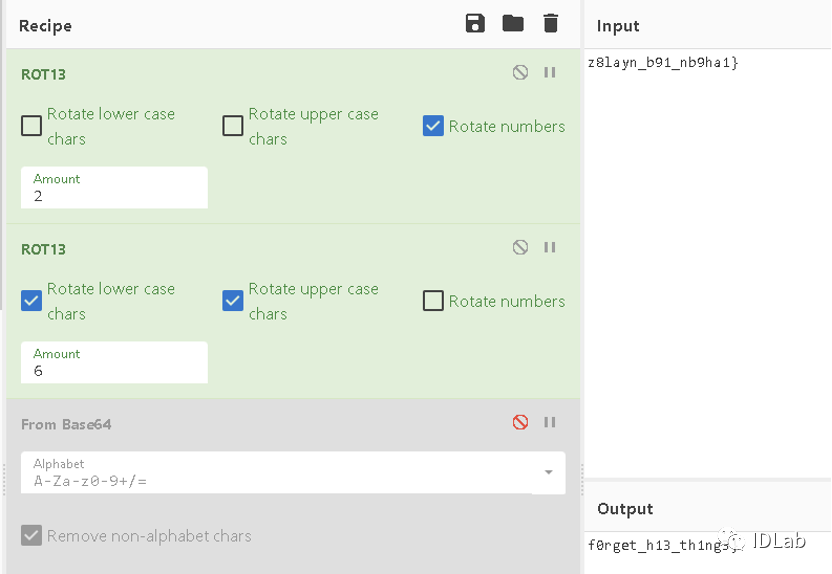 Recipe
ROT13
Rotate lower case chars
Rotate upper case chars
Rotate numbers
Amount
2
ROT13
Rotate lower case chars
Rotate upper case chars
Rotate numbers
Amount
6
From Base64
Alphabet
A-Za-z0-9+/=
Remove non-alphabet chars
Input
z8layn_b91_nb9ha1}
Output
f0rget_h13_th1ng3}
IDLab